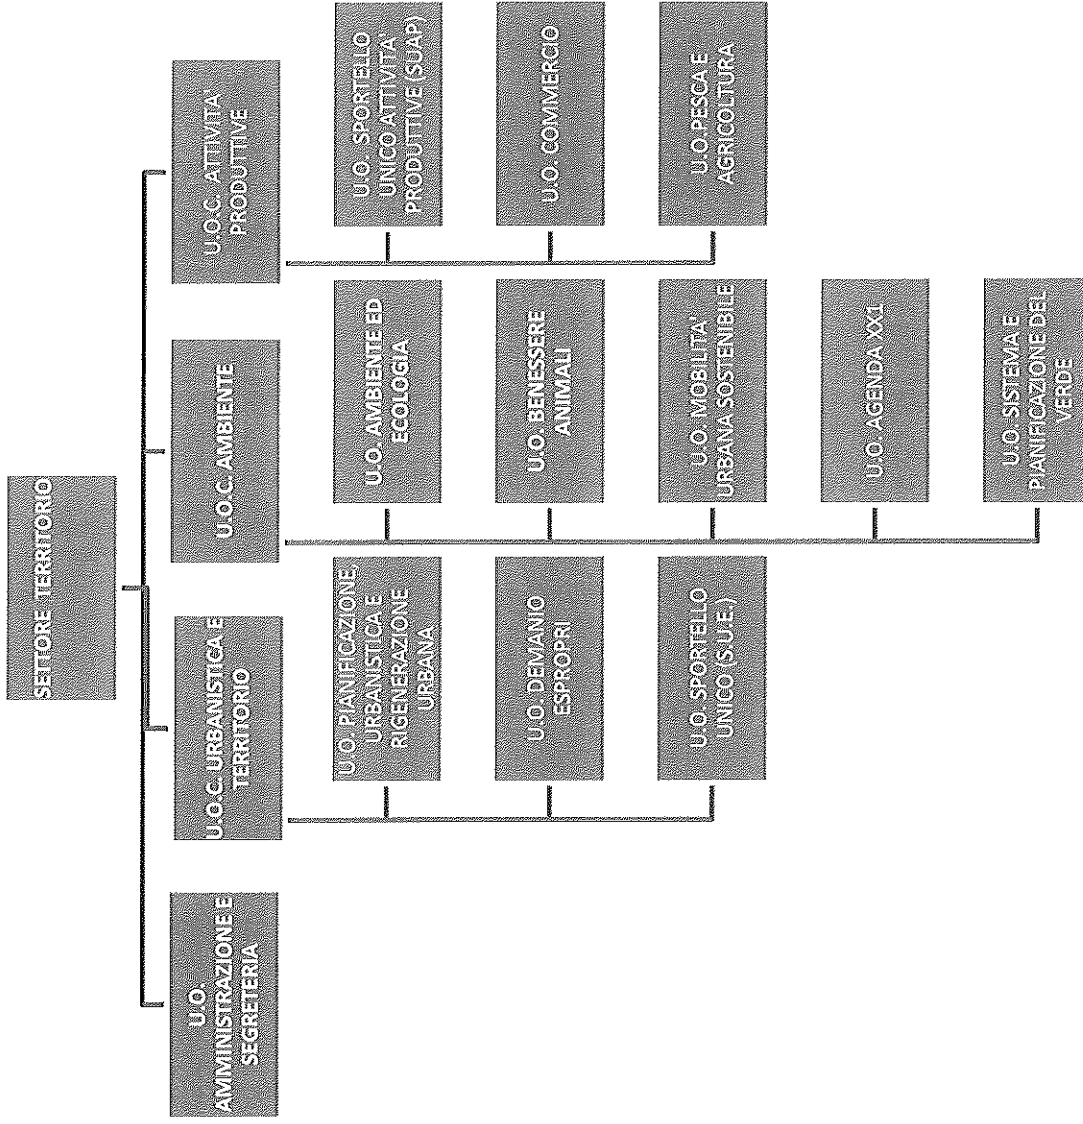 SETTORE TERRITORIO
U.O.
AMMINISTRAZIONE E
SEGRETERIA
U.O.C. URBANISTICA E
TERRITORIO
U.O. PIANIFICAZIONE,
URBANISTICA E
RIGENERAZIONE
URBANA
U.O. DEMANIO
ESPROPRI
U.O. SPORTELLO
UNICO (S.U.E.)
U.O.C. AMBIENTE
U.O. AMBIENTE ED
ECOLOGIA
U.O. BENESSERE
ANIMALI
U.O. MOBILITA'
URBANA SOSTENIBILE
U.O. AGENDA XX1
U.O. SISTEMA E
PIANIFICAZIONE DEL
VERDE
U.O.C. ATTIVITA'
PRODUTTIVE
U.O. SPORTELLO
UNICO ATTIVITA'
PRODUTTIVE (SUAP)
U.O. COMMERCIO
U.O.PESCA E
AGRICOLTURA